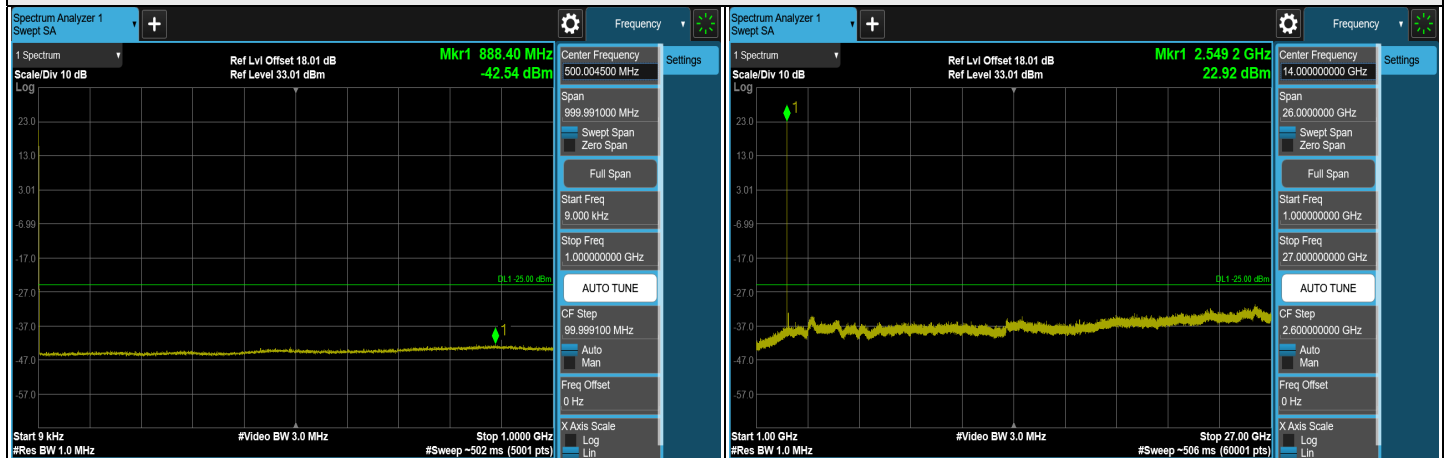 Spectrum Analyzer 1
Swept SA
+
Frequency
1 Spectrum
Scale/Div 10 dB
Ref Lvl Offset 18.01 dB
Ref Level 33.01 dBm
Mkr1 888.40 MHz
-42.54 dBm
Log
23.0
13.0
3.01
-6.99
-17.0
-27.0
-37.0
-47.0
-57.0
DL1 -25.00 dBm
1
Start 9 kHz
#Res BW 1.0 MHz
#Video BW 3.0 MHz
Stop 1.0000 GHz
#Sweep ~502 ms (5001 pts)
Center Frequency
500.004500 MHz
Settings
Span
999.991000 MHz
Swept Span
Zero Span
Full Span
Start Freq
9.000 kHz
Stop Freq
1.000000000 GHz
AUTO TUNE
CF Step
99.999100 MHz
Auto
Man
Freq Offset
0 Hz
X Axis Scale
Log
Lin
Spectrum Analyzer 1
Swept SA
+
Frequency
1 Spectrum
Scale/Div 10 dB
Ref Lvl Offset 18.01 dB
Ref Level 33.01 dBm
Mkr1 2.549 2 GHz
22.92 dBm
Log
1
23.0
13.0
3.01
-6.99
-17.0
-27.0
-37.0
-47.0
-57.0
DL1 -25.00 dBm
Start 1.00 GHz
#Res BW 1.0 MHz
#Video BW 3.0 MHz
Stop 27.00 GHz
#Sweep ~506 ms (60001 pts)
Center Frequency
14.00000000 GHz
Settings
Span
26.0000000 GHz
Swept Span
Zero Span
Full Span
Start Freq
1.000000000 GHz
Stop Freq
27.000000000 GHz
AUTO TUNE
CF Step
2.600000000 GHz
Auto
Man
Freq Offset
0 Hz
X Axis Scale
Log
Lin